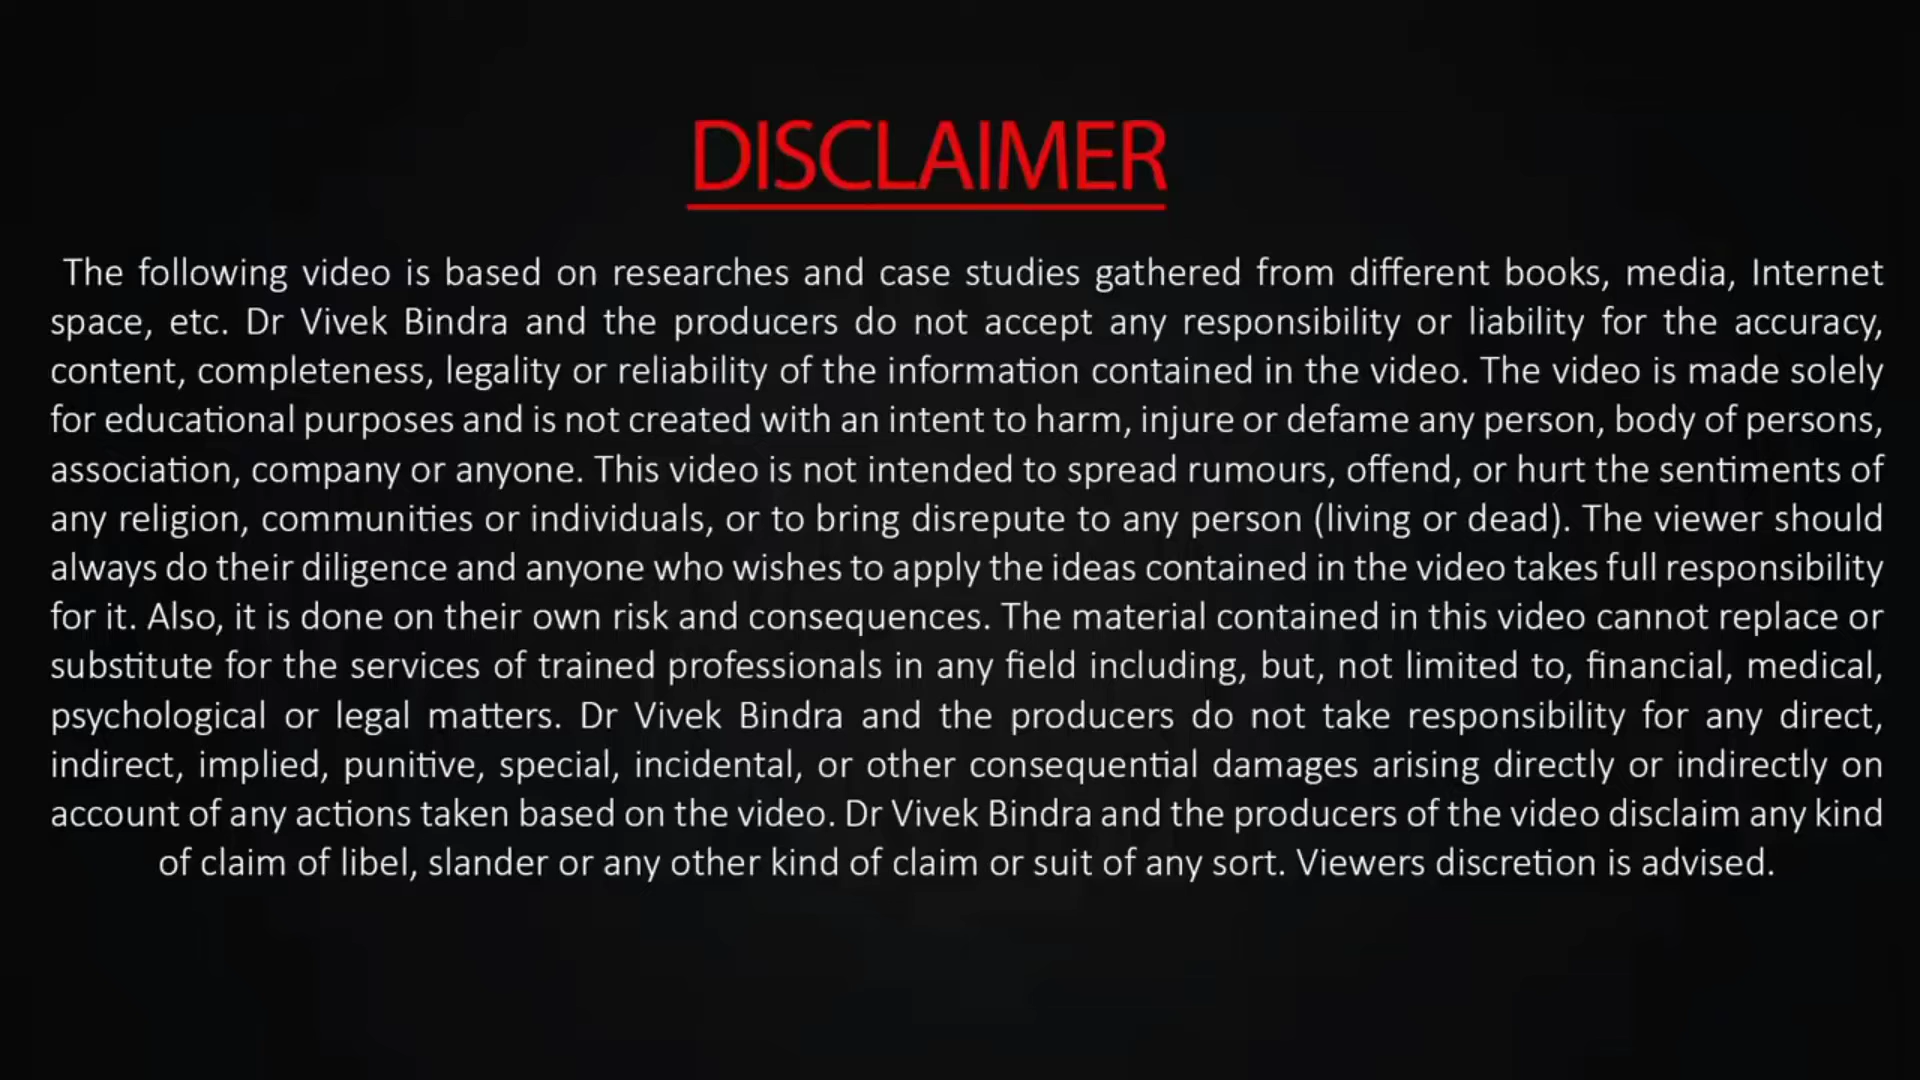 DISCLAIMER
The following video is based on researches and case studies gathered from different books, media, Internet
space, etc. Dr Vivek Bindra and the producers do not accept any responsibility or liability for the accuracy,
content, completeness, legality or reliability of the information contained in the video. The video is made solely
for educational purposes and is not created with an intent to harm, injure or defame any person, body of persons,
association, company or anyone. This video is not intended to spread rumours, offend, or hurt the sentiments of
any religion, communities or individuals, or to bring disrepute to any person (living or dead). The viewer should
always do their diligence and anyone who wishes to apply the ideas contained in the video takes full responsibility
for it. Also, it is done on their own risk and consequences. The material contained in this video cannot replace or
substitute for the services of trained professionals in any field including, but, not limited to, financial, medical,
psychological or legal matters. Dr Vivek Bindra and the producers do not take responsibility for any direct,
indirect, implied, punitive, special, incidental, or other consequential damages arising directly or indirectly on
account of any actions taken based on the video. Dr Vivek Bindra and the producers of the video disclaim any kind
of claim of libel, slander or any other kind of claim or suit of any sort. Viewers discretion is advised.